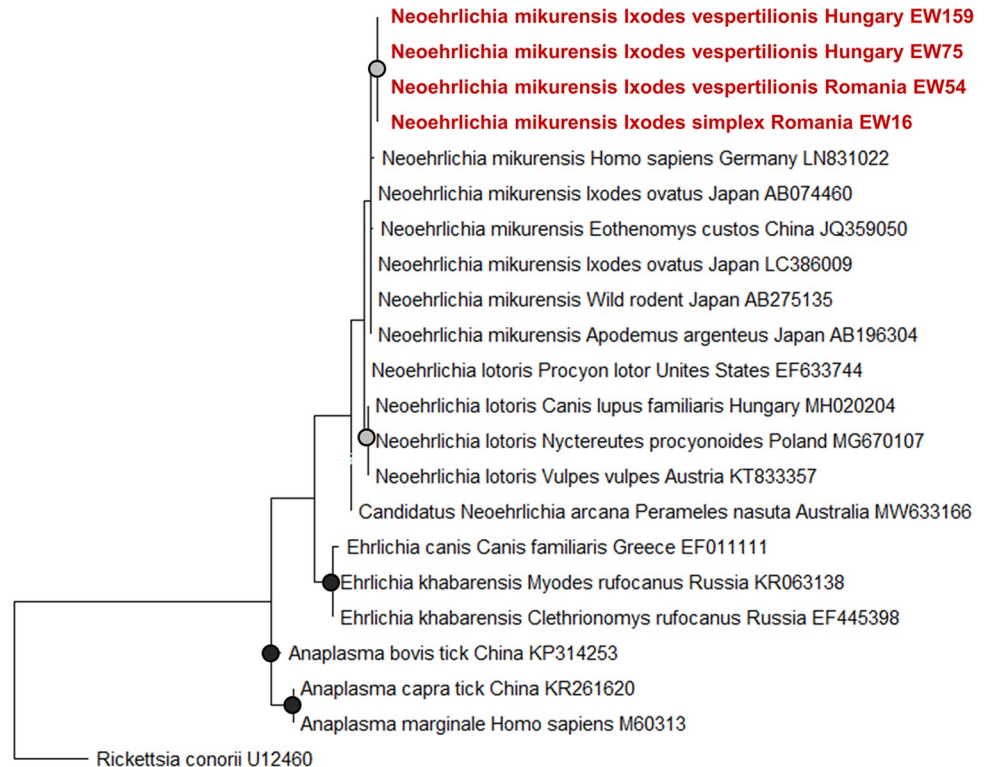 Neoehrlichia mikurensis Ixodes vespertilionis Hungary EW159
Neoehrlichia mikurensis Ixodes vespertilionis Hungary EW75
Neoehrlichia mikurensis Ixodes vespertilionis Romania EW54
Neoehrlichia mikurensis Ixodes simplex Romania EW16
Neoehrlichia mikurensis Homo sapiens Germany LN831022
Neoehrlichia mikurensis Ixodes ovatus Japan AB074460
Neoehrlichia mikurensis Eothenomys custos China JQ359050
Neoehrlichia mikurensis Ixodes ovatus Japan LC386009
Neoehrlichia mikurensis Wild rodent Japan AB275135
Neoehrlichia mikurensis Apodemus argenteus Japan AB196304
Neoehrlichia lotoris Procyon lotor Unites States EF633744
Neoehrlichia lotoris Canis lupus familiaris Hungary MH020204
Neoehrlichia lotoris Nyctereutes procyonoides Poland MG670107
Neoehrlichia lotoris Vulpes vulpes Austria KT833357
Candidatus Neoehrlichia arcana Perameles nasuta Australia MW633166
Ehrlichia canis Canis familiaris Greece EF011111
Ehrlichia khabarensis Myodes rufocanus Russia KR063138
Ehrlichia khabarensis Clethrionomys rufocanus Russia EF445398
Anaplasma bovis tick China KP314253
Anaplasma capra tick China KR261620
Anaplasma marginale Homo sapiens M60313
Rickettsia conorii U12460